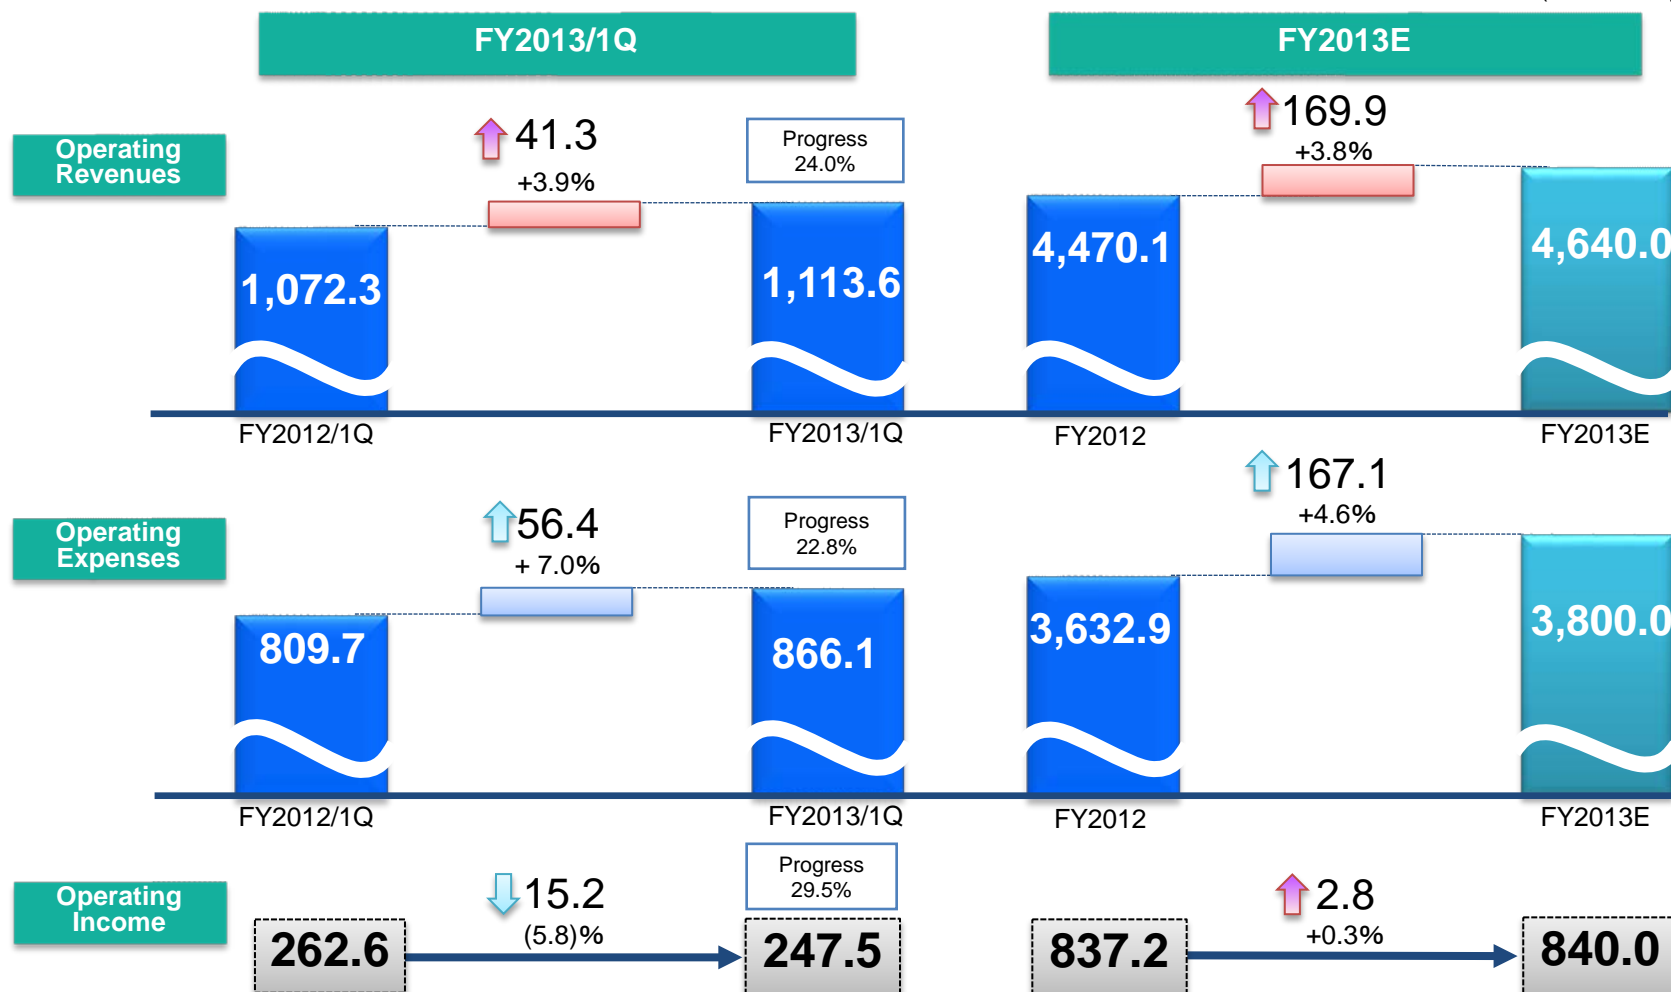 FY2013/1Q
FY2013E
Operating
Revenues
41.3
+3.9%
Progress
24.0%
169.9
+3.8%
1,072.3
1,113.6
4,470.1
4,640.0
FY2012/1Q
FY2013/1Q
FY2012
FY2013E
Operating
Expenses
56.4
+ 7.0%
Progress
22.8%
167.1
+4.6%
809.7
866.1
3,632.9
3,800.0
FY2012/1Q
FY2013/1Q
FY2012
FY2013E
Operating
Income
15.2
(5.8)%
Progress
29.5%
2.8
+0.3%
262.6
247.5
837.2
840.0